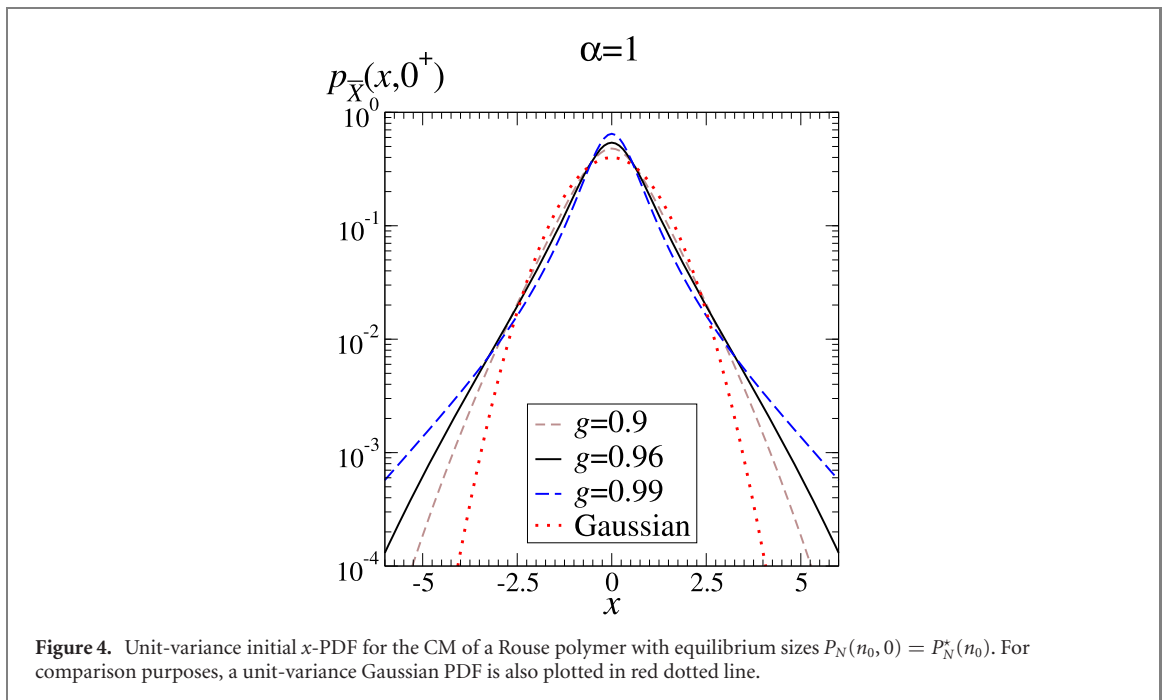 α=1
p_X̅₀(x,0⁺)
10⁰
10⁻¹
10⁻²
10⁻³
10⁻⁴
g=0.9
g=0.96
g=0.99
Gaussian
-5 -2.5 0 2.5 5
x
Figure 4. Unit-variance initial x-PDF for the CM of a Rouse polymer with equilibrium sizes P_N(n₀, 0) = P_N^⋆(n₀). For
comparison purposes, a unit-variance Gaussian PDF is also plotted in red dotted line.